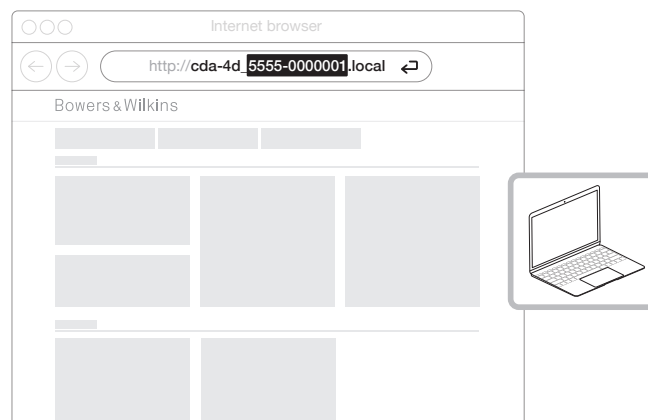 Internet browser
http://cda-4d_5555-0000001.local
Bowers & Wilkins